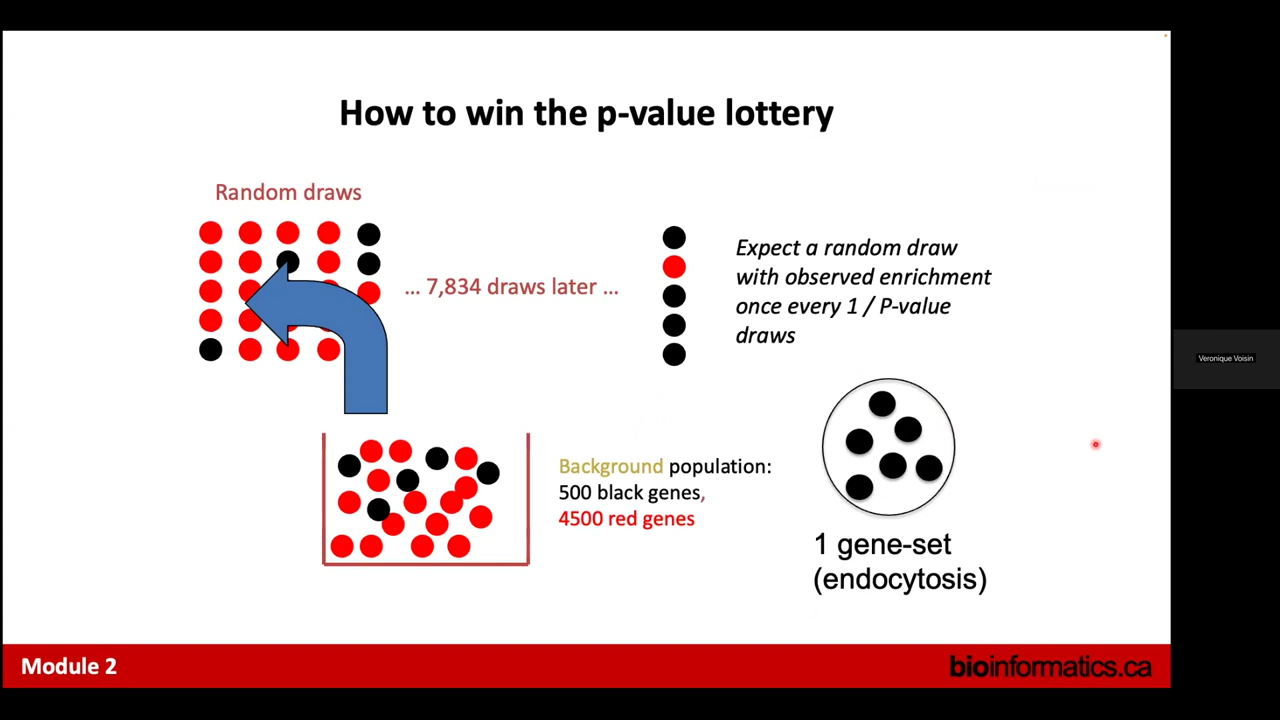 How to win the p-value lottery
Random draws
... 7,834 draws later ...
Expect a random draw
with observed enrichment
once every 1 / P-value
draws
Background population:
500 black genes,
4500 red genes
1 gene-set
(endocytosis)
Veronique Voisin
Module 2
bioinformatics.ca